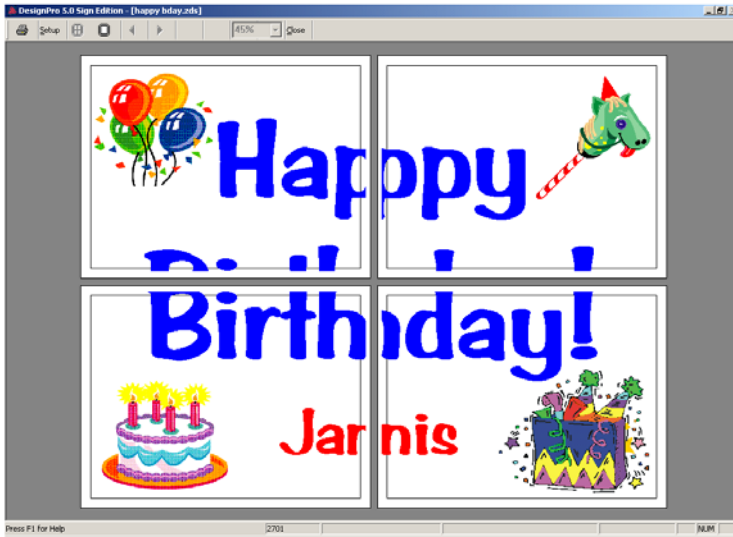 DesignPro 5.0 Sign Edition - [happy bday.zds]
Setup 45% Close
Happy
Birthday!
Jannis
Press F1 for Help 2701 NUM